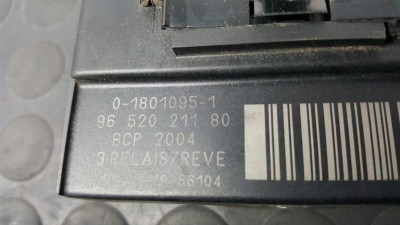 0-1801095-1
96 520 211 80
BCP 2004
3 RELAIS/REVE